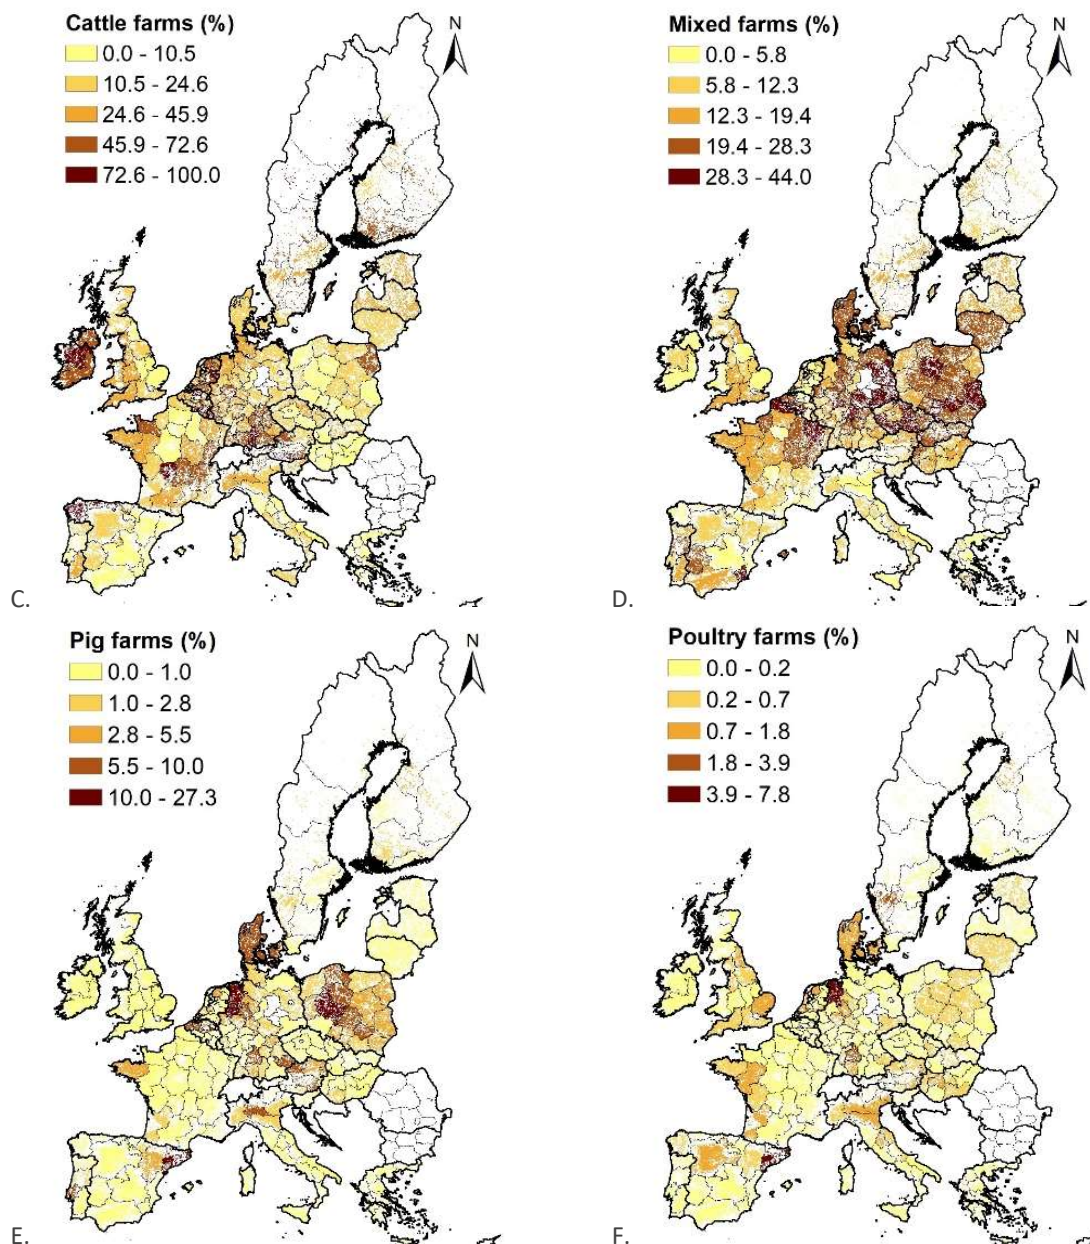 Cattle farms (%)
N
0.0 - 10.5
10.5 - 24.6
24.6 - 45.9
45.9 - 72.6
72.6 - 100.0
C.
Mixed farms (%)
N
0.0 - 5.8
5.8 - 12.3
12.3 - 19.4
19.4 - 28.3
28.3 - 44.0
D.
Pig farms (%)
N
0.0 - 1.0
1.0 - 2.8
2.8 - 5.5
5.5 - 10.0
10.0 - 27.3
E.
Poultry farms (%)
N
0.0 - 0.2
0.2 - 0.7
0.7 - 1.8
1.8 - 3.9
3.9 - 7.8
F.